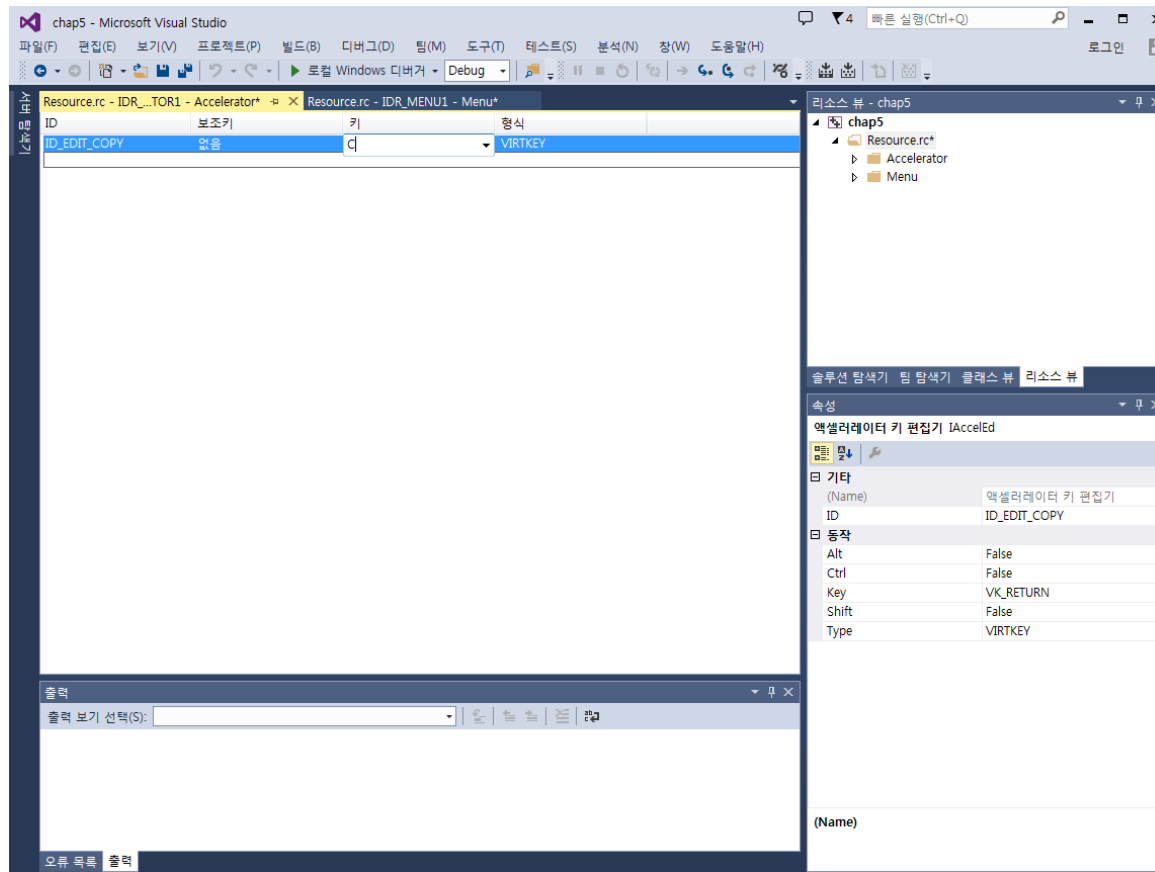 chap5 - Microsoft Visual Studio
4
빠른 실행(Ctrl+Q)
파일(F) 편집(E) 보기(V) 프로젝트(P) 빌드(B) 디버그(D) 팀(M) 도구(T) 테스트(S) 분석(N) 창(W) 도움말(H)
로그인
로컬 Windows 디버거 Debug
서버 탐색기
Resource.rc - IDR_...TOR1 - Accelerator* Resource.rc - IDR_MENU1 - Menu*
ID 보조키 키 형식
ID_EDIT_COPY 없음 C VIRTKEY
리소스 뷰 - chap5
chap5
Resource.rc*
Accelerator
Menu
솔루션 탐색기 팀 탐색기 클래스 뷰 리소스 뷰
속성
액셀러레이터 키 편집기 IAccelEd
기타
(Name) 액셀러레이터 키 편집기
ID ID_EDIT_COPY
동작
Alt False
Ctrl False
Key VK_RETURN
Shift False
Type VIRTKEY
(Name)
출력
출력 보기 선택(S):
오류 목록 출력